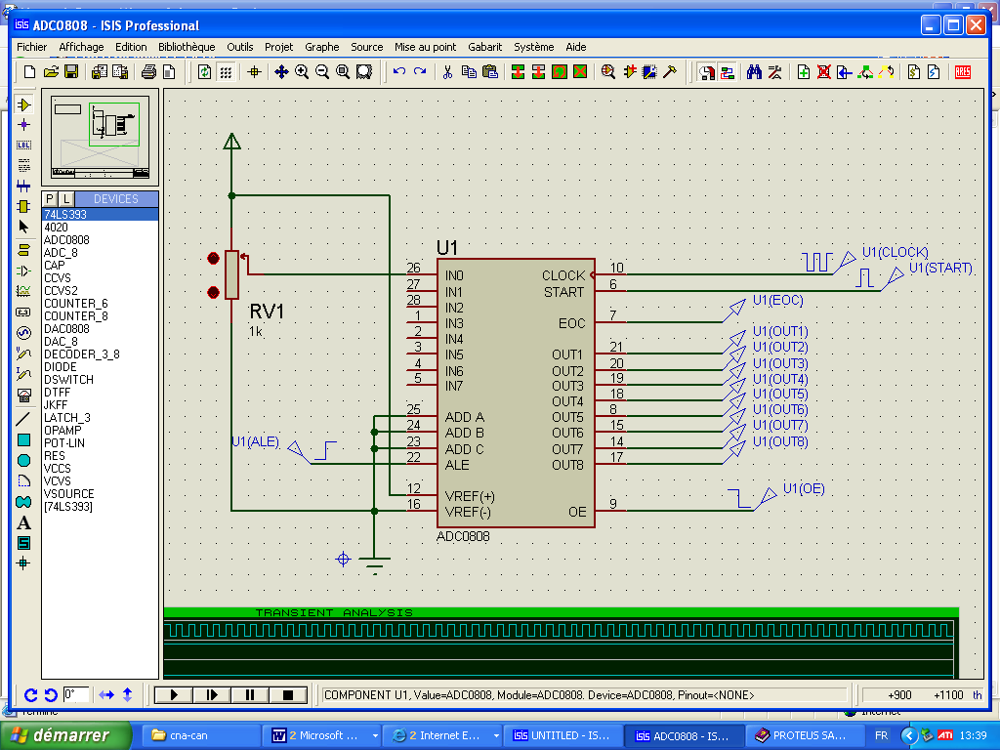 ADC0808 - ISIS Professional
Fichier Affichage Edition Bibliothèque Outils Projet Graphe Source Mise au point Gabarit Système Aide
P L DEVICES
74LS393
4020
ADC0808
ADC_8
CAP
CCVS
CCVS2
COUNTER_6
COUNTER_8
DAC0808
DAC_8
DECODER_3_8
DIODE
DSWITCH
DTFF
JKFF
LATCH_3
OPAMP
POT-LIN
RES
VCCS
VCVS
VSOURCE
[74LS393]
RV1
1k
U1
26 IN0
27 IN1
28 IN2
1 IN3
2 IN4
3 IN5
4 IN6
5 IN7
25 ADD A
24 ADD B
23 ADD C
22 ALE
12 VREF(+)
16 VREF(-)
U1(ALE)
CLOCK 10 U1(CLOCK)
START 6 U1(START)
EOC 7 U1(EOC)
OUT1 21 U1(OUT1)
OUT2 20 U1(OUT2)
OUT3 19 U1(OUT3)
OUT4 18 U1(OUT4)
OUT5 8 U1(OUT5)
OUT6 15 U1(OUT6)
OUT7 14 U1(OUT7)
OUT8 17 U1(OUT8)
OE 9 U1(OE)
ADC0808
TRANSIENT ANALYSIS
0° COMPONENT U1, Value=ADC0808, Module=ADC0808. Device=ADC0808, Pinout=<NONE> +900 +1100 th
démarrer cna-can 2 Microsoft ... 2 Internet E... UNTITLED - IS... ADC0808 - IS... PROTEUS SA... FR ATI 13:39